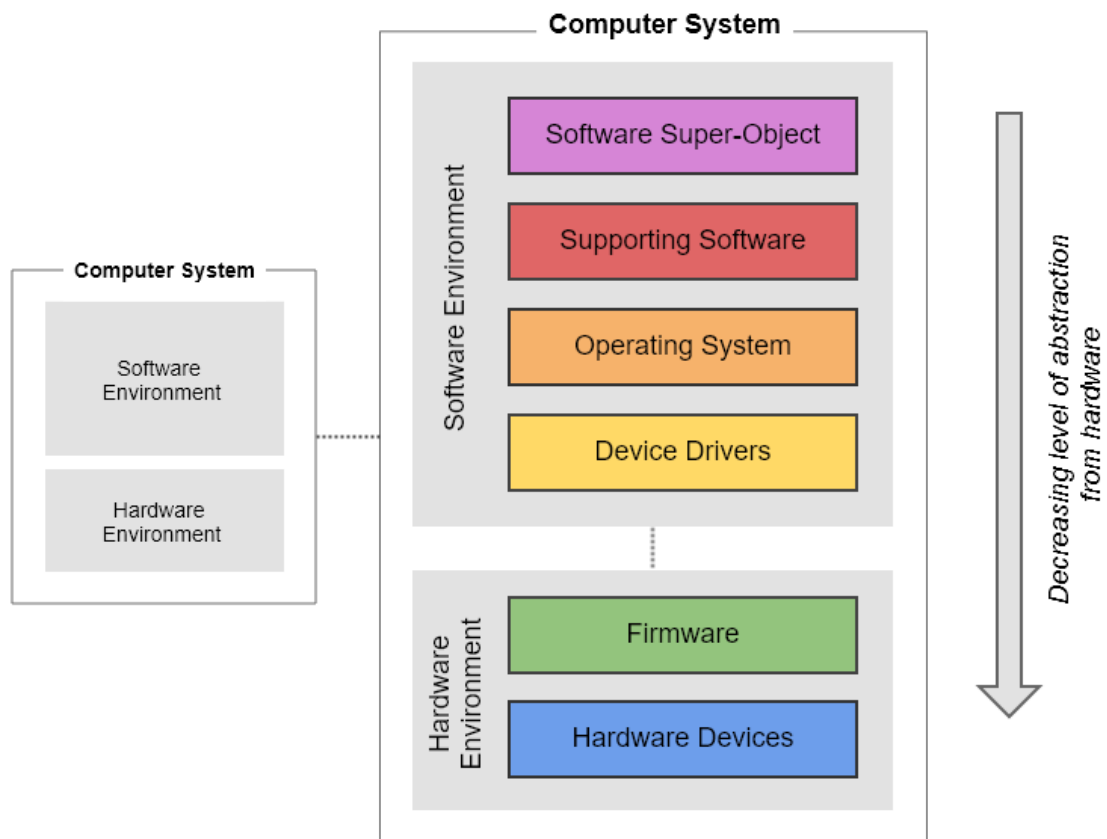 Computer System
Software
Environment
Hardware
Environment
Computer System
Software Environment
Software Super-Object
Supporting Software
Operating System
Device Drivers
Hardware
Environment
Firmware
Hardware Devices
Decreasing level of abstraction
from hardware